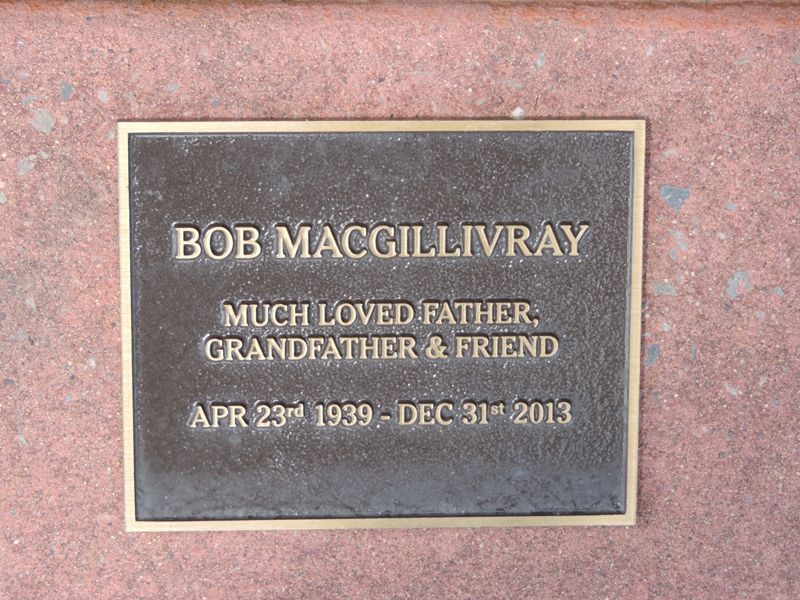 BOB MACGILLIVRAY
MUCH LOVED FATHER,
GRANDFATHER & FRIEND
APR 23rd 1939 - DEC 31st 2013